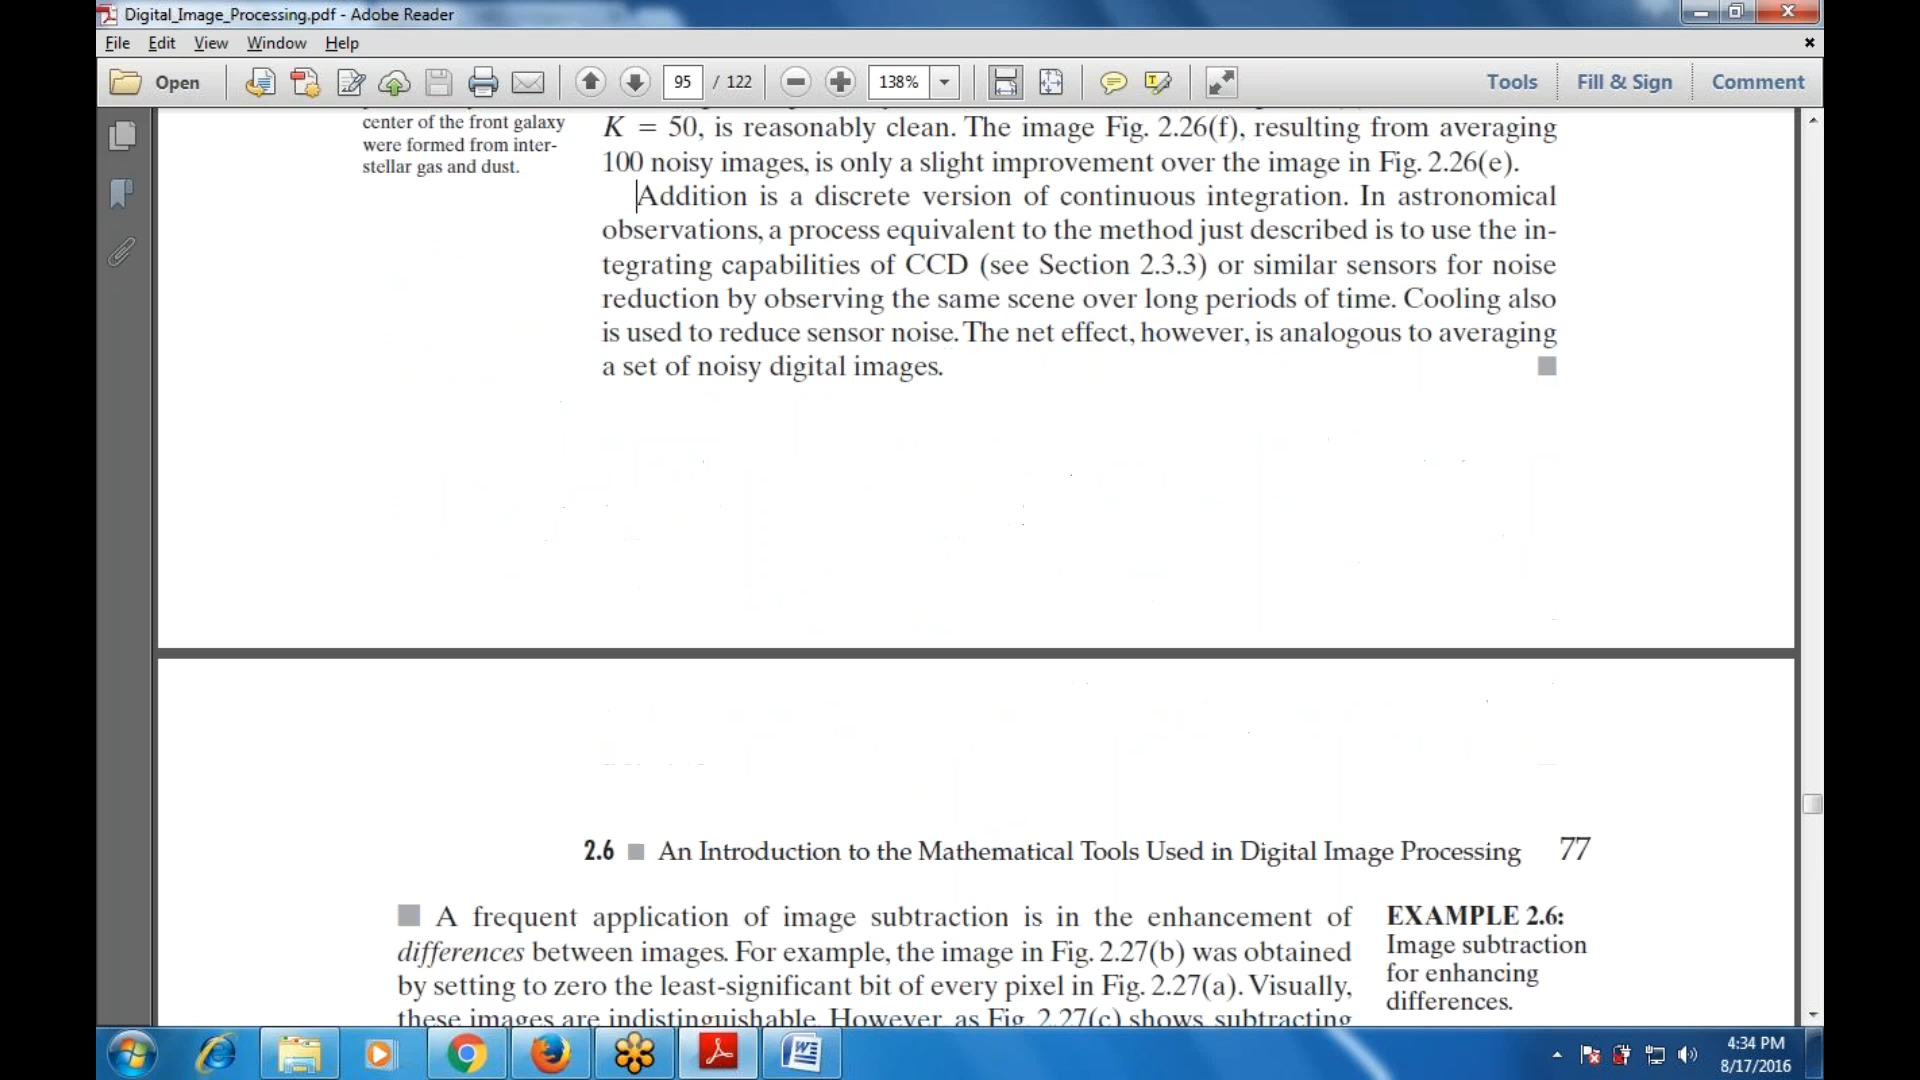 Digital_Image_Processing.pdf - Adobe Reader
File Edit View Window Help
Open 95 / 122 138% Tools Fill & Sign Comment
center of the front galaxy
were formed from inter-
stellar gas and dust.
K = 50, is reasonably clean. The image Fig. 2.26(f), resulting from averaging
100 noisy images, is only a slight improvement over the image in Fig. 2.26(e).
Addition is a discrete version of continuous integration. In astronomical
observations, a process equivalent to the method just described is to use the in-
tegrating capabilities of CCD (see Section 2.3.3) or similar sensors for noise
reduction by observing the same scene over long periods of time. Cooling also
is used to reduce sensor noise. The net effect, however, is analogous to averaging
a set of noisy digital images.
2.6 ■ An Introduction to the Mathematical Tools Used in Digital Image Processing 77
■ A frequent application of image subtraction is in the enhancement of
differences between images. For example, the image in Fig. 2.27(b) was obtained
by setting to zero the least-significant bit of every pixel in Fig. 2.27(a). Visually,
these images are indistinguishable. However, as Fig. 2.27(c) shows, subtracting
EXAMPLE 2.6:
Image subtraction
for enhancing
differences.
4:34 PM
8/17/2016